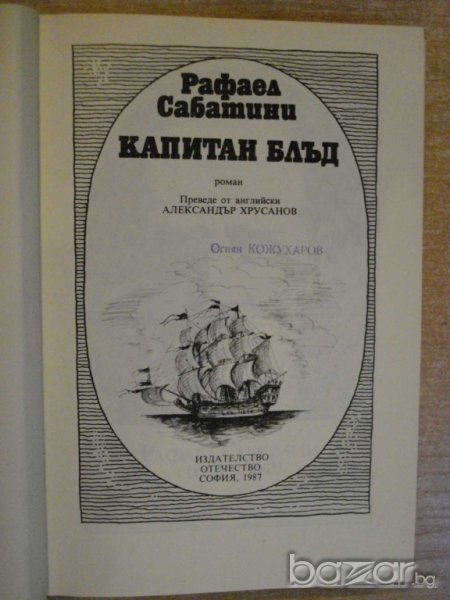 Рафаел
Сабатини
КАПИТАН БЛЪД
роман
Преведе от английски
АЛЕКСАНДЪР ХРУСАНОВ
Огнян КОЖУХАРОВ
ИЗДАТЕЛСТВО
ОТЕЧЕСТВО
СОФИЯ, 1987
bazar.bg